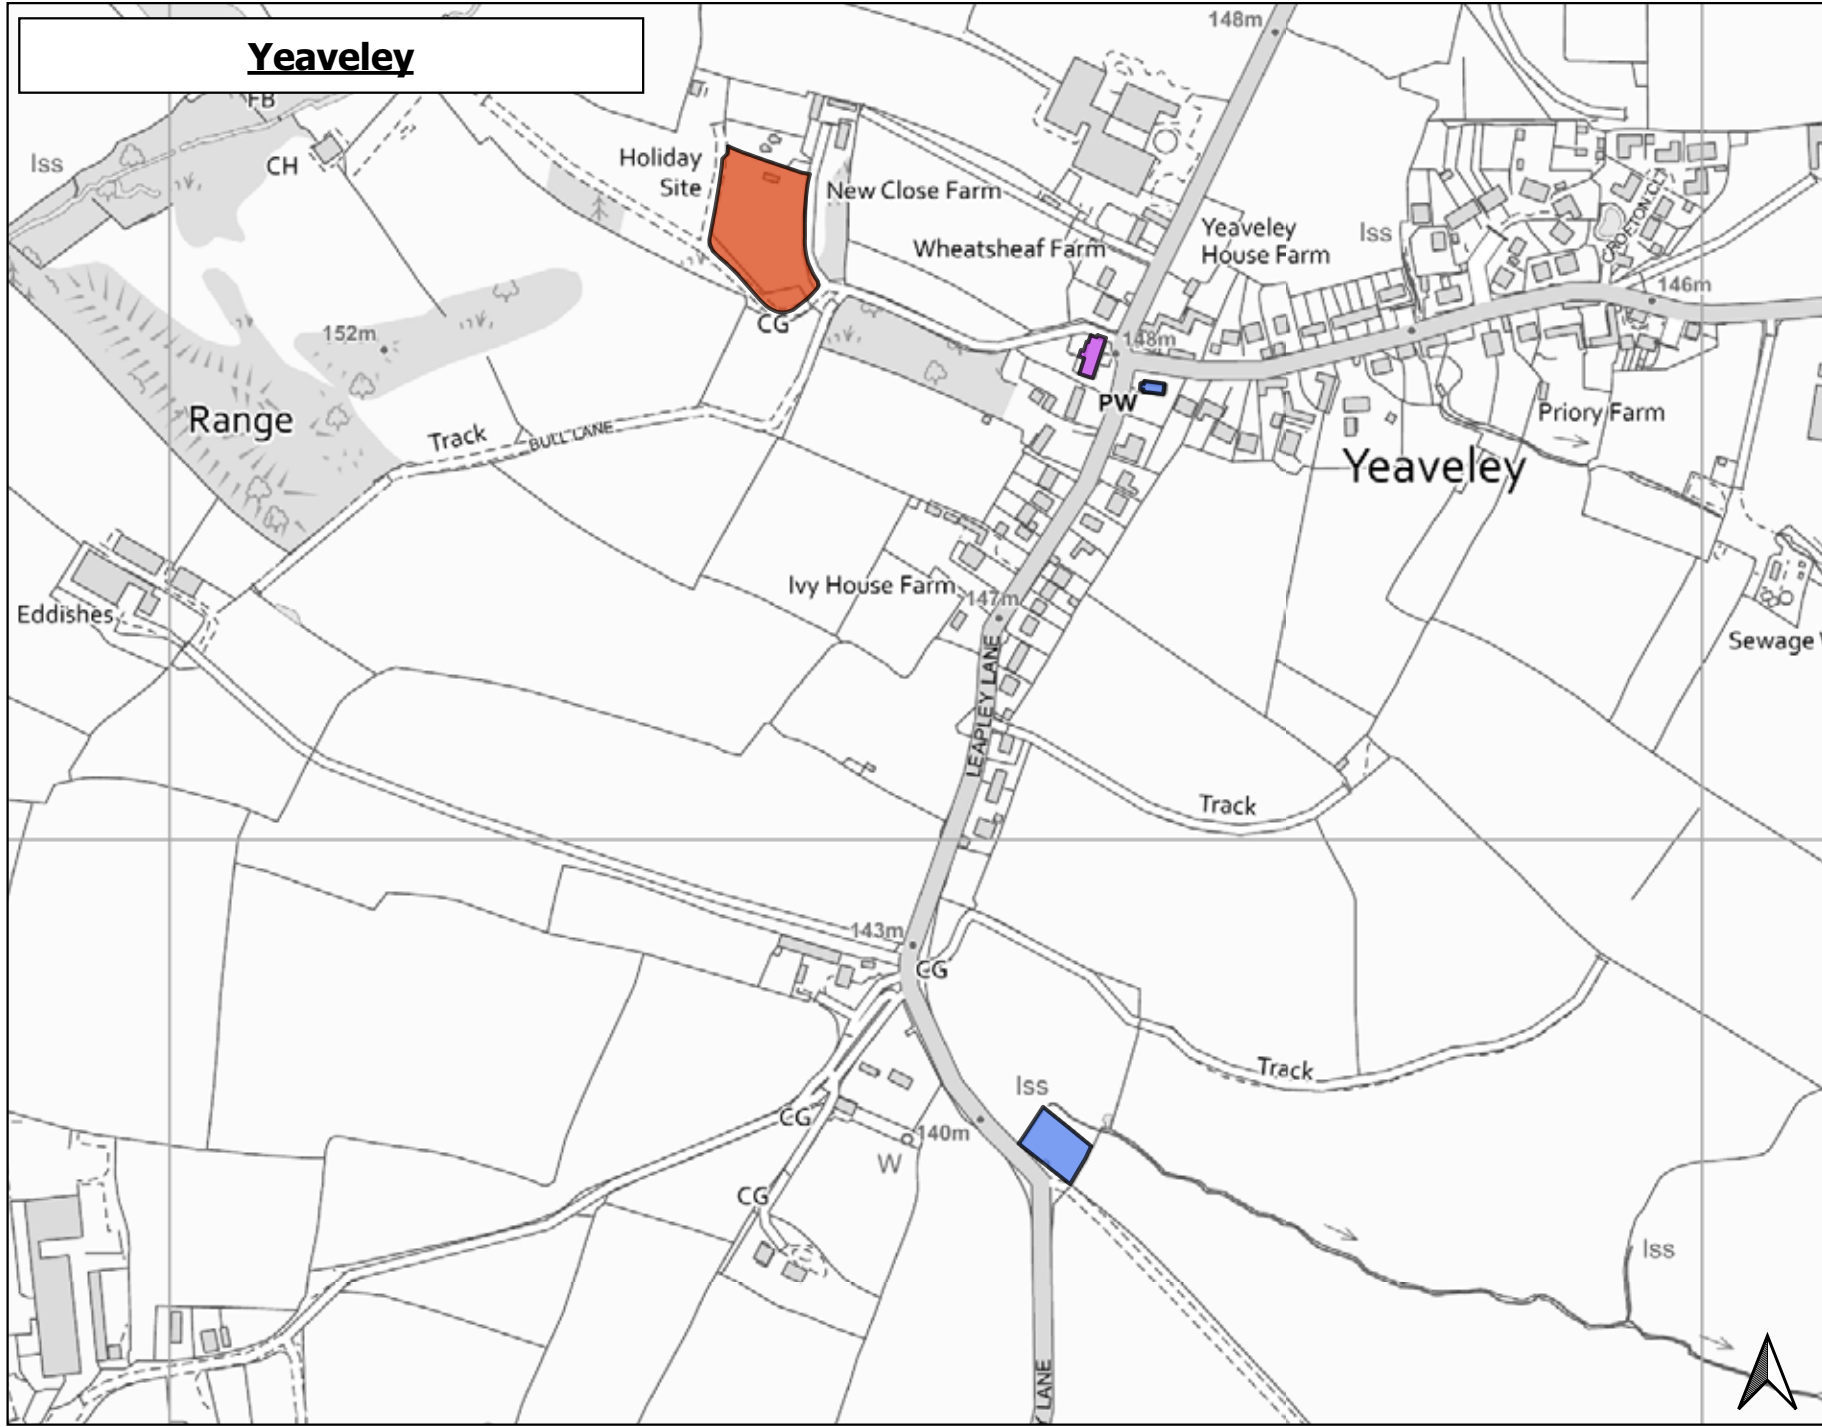 Yeaveley
148m
FB
Iss
CH
Holiday
Site
New Close Farm
Wheatsheaf Farm
Yeaveley
House Farm
Iss
CROFTON CL
146m
CG
152m
148m
Range
PW
Priory Farm
Track
BULL LANE
Yeaveley
Ivy House Farm
147m
Eddishes
Sewage
LEAPLEY LANE
Track
143m
CG
Track
Iss
CG
140m
W
CG
Iss
Y LANE